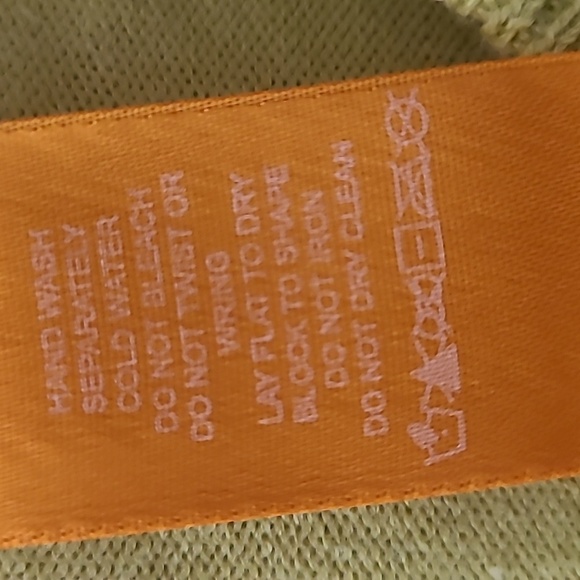 HAND WASH
SEPARATELY
COLD WATER
DO NOT BLEACH
DO NOT TWIST OR
WRING
LAY FLAT TO DRY
BLOCK TO SHAPE
DO NOT IRON
DO NOT DRY CLEAN